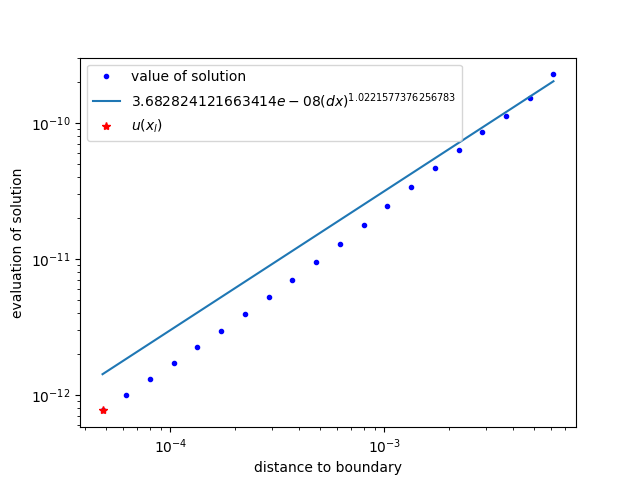 value of solution
3.682824121663414e − 08(dx)^1.0221577376256783
u(x_l)
10^−10
10^−11
10^−12
evaluation of solution
10^−4
10^−3
distance to boundary